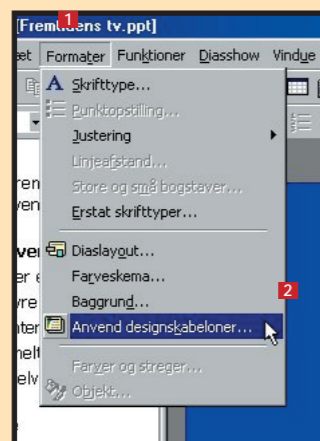 [Fremtidens tv.ppt]
1
Formater Funktioner Diasshow Vindue
Skrifttype...
Punktopstilling...
Justering
Linjeafstand...
Store og små bogstaver...
Erstat skrifttyper...
Diaslayout...
Farveskema...
Baggrund...
2
Anvend designskabeloner...
Farver og streger...
Objekt...